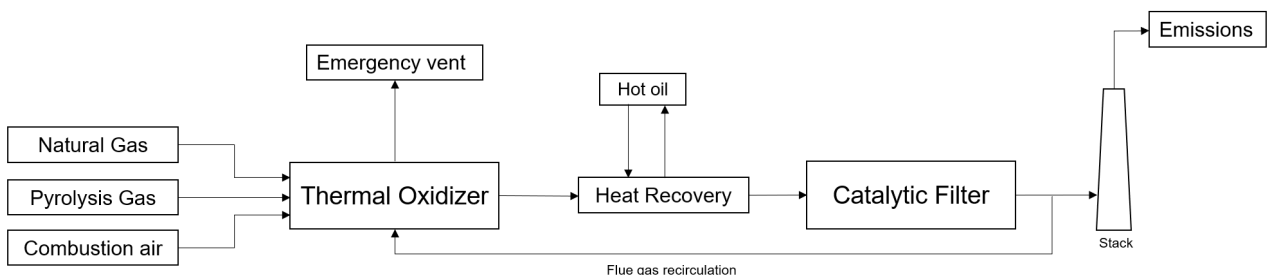 Emissions
Emergency vent
Hot oil
Natural Gas
Pyrolysis Gas
Combustion air
Thermal Oxidizer
Heat Recovery
Catalytic Filter
Stack
Flue gas recirculation